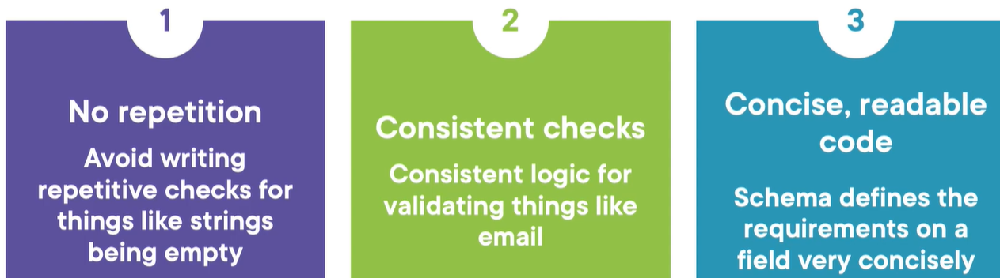 1
No repetition
Avoid writing
repetitive checks for
things like strings
being empty
2
Consistent checks
Consistent logic for
validating things like
email
3
Concise, readable
code
Schema defines the
requirements on a
field very concisely